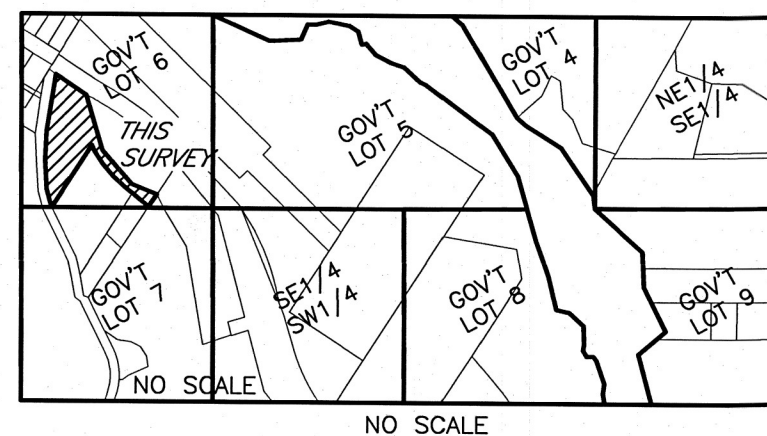 GOV'T
LOT 6
THIS
SURVEY
GOV'T
LOT 5
GOV'T
LOT 4
NE1/4
SE1/4
GOV'T
LOT 7
SE1/4
SW1/4
GOV'T
LOT 8
GOV'T
LOT 9
NO SCALE
NO SCALE